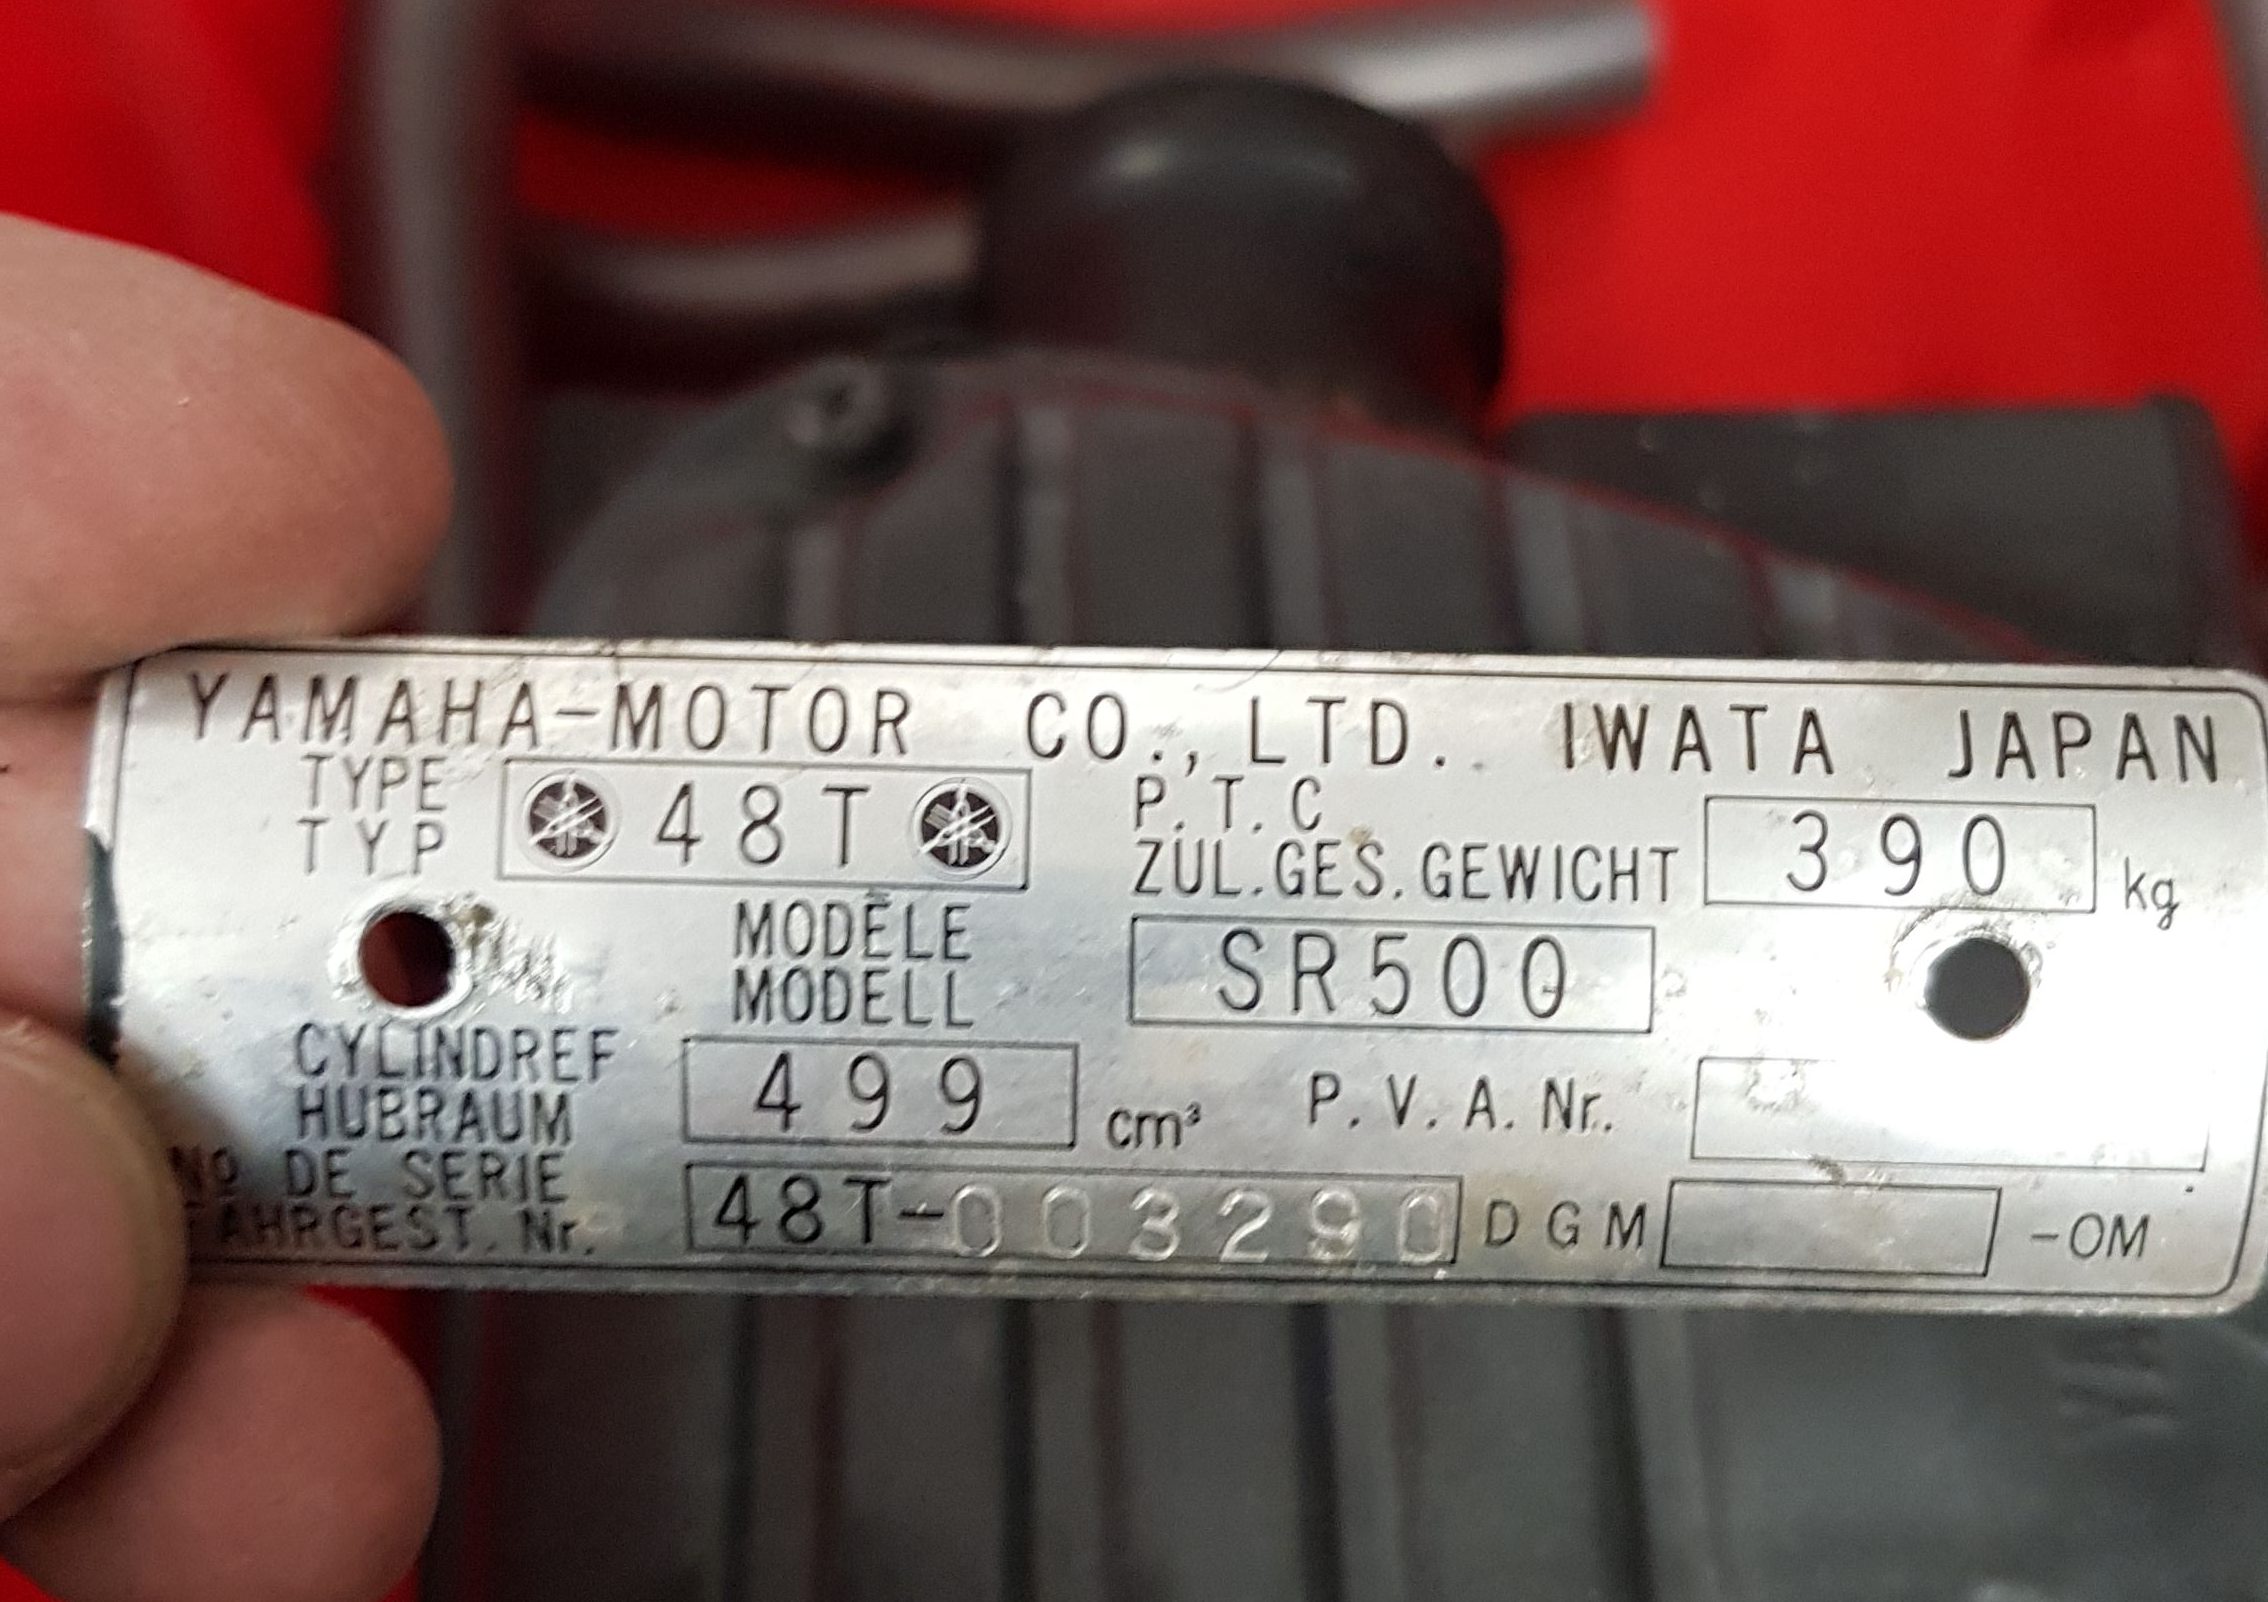 YAMAHA-MOTOR CO., LTD. IWATA JAPAN
TYPE
TYP
48T
P.T.C
ZUL.GES.GEWICHT
390 kg
MODÈLE
MODELL
SR500
CYLINDREF
HUBRAUM
499 cm³
P.V.A. Nr.
No DE SERIE
FAHRGEST. Nr.
48T-003290
DGM -OM